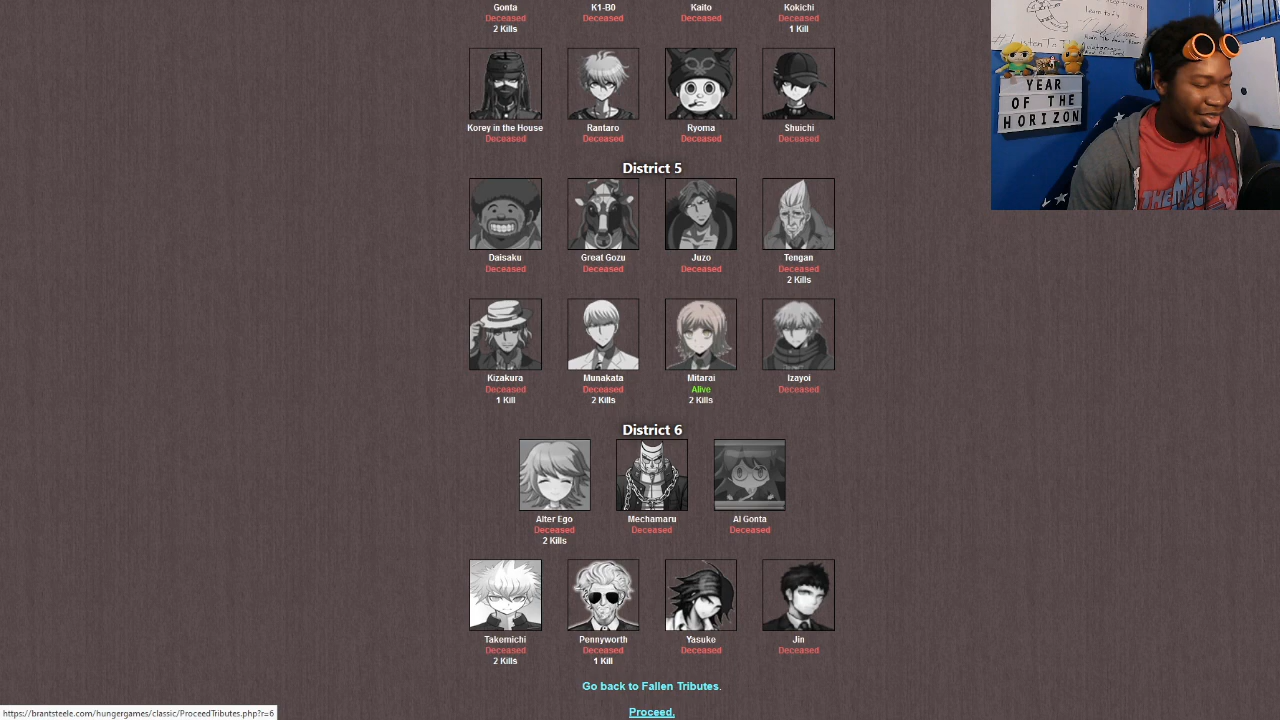 Gonta K1-B0 Kaito Kokichi
Deceased Deceased Deceased Deceased
2 Kills 1 Kill
Korey in the House Rantaro Ryoma Shuichi
Deceased Deceased Deceased Deceased
District 5
Daisaku Great Gozu Juzo Tengan
Deceased Deceased Deceased Deceased
2 Kills
Kizakura Munakata Mitarai Izayoi
Deceased Deceased Alive Deceased
1 Kill 2 Kills 2 Kills
District 6
Alter Ego Mechamaru AI Gonta
Deceased Deceased Deceased
2 Kills
Takemichi Pennyworth Yasuke Jin
Deceased Deceased Deceased Deceased
2 Kills 1 Kill
Go back to Fallen Tributes.
Proceed.
https://brantsteele.com/hungergames/classic/ProceedTributes.php?r=6
YEAR
OF THE
HORIZON